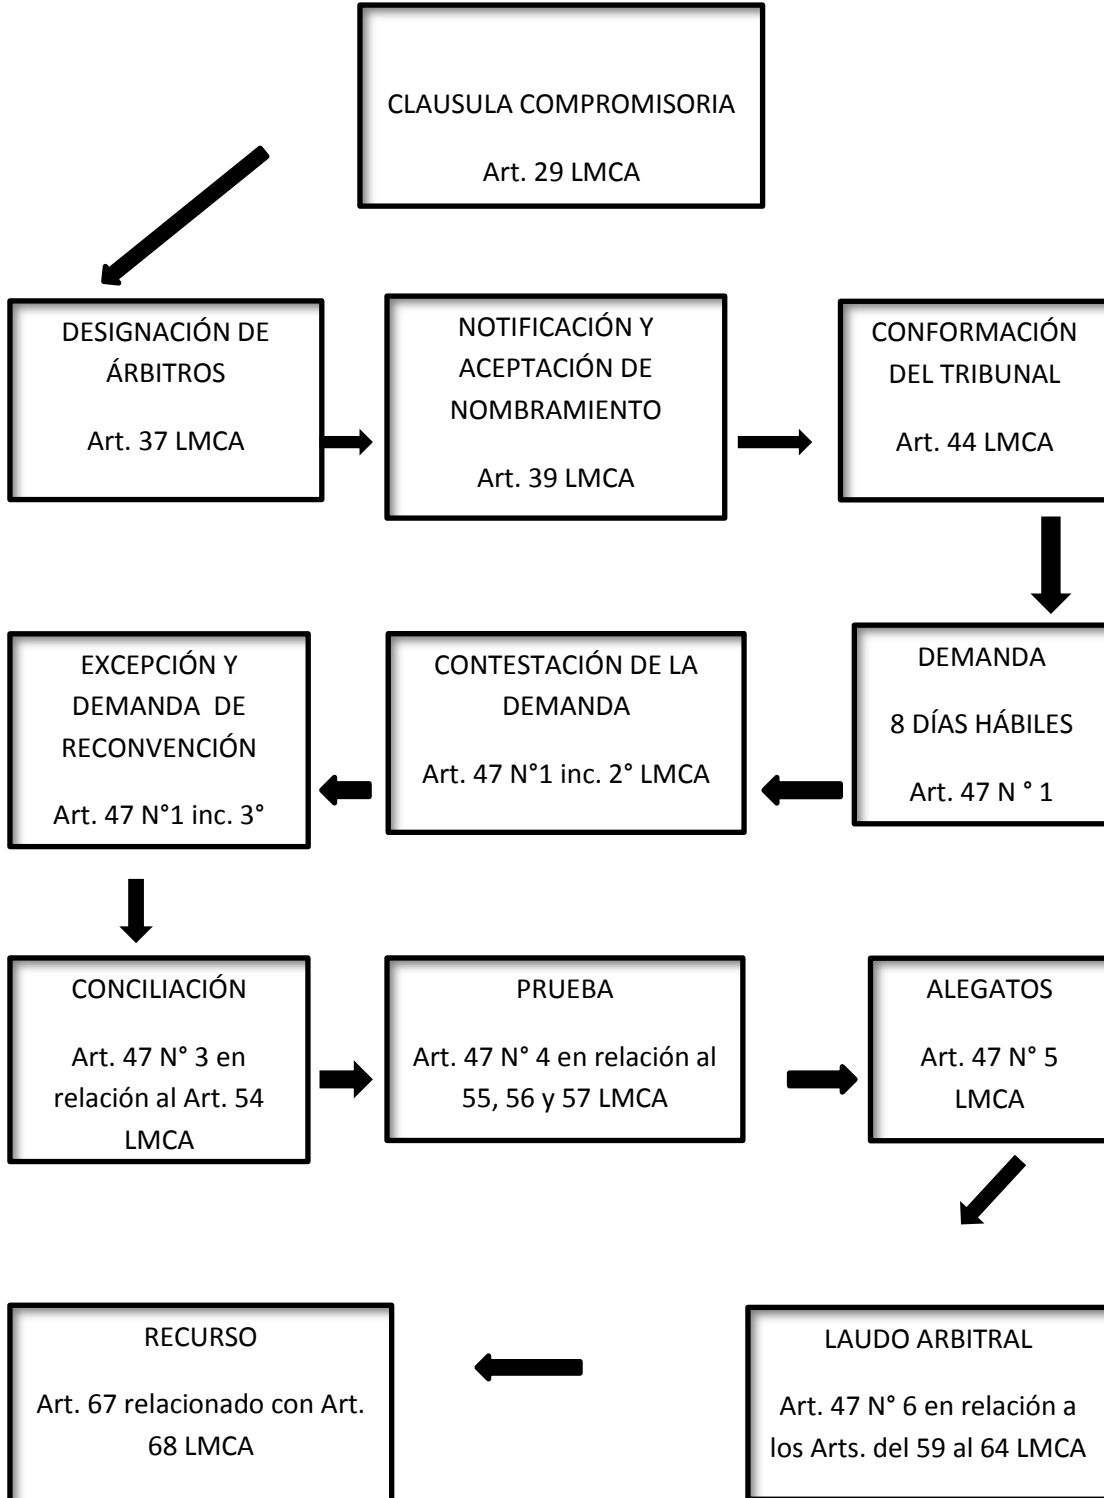 CLAUSULA COMPROMISORIA
Art. 29 LMCA
DESIGNACIÓN DE
ÁRBITROS
Art. 37 LMCA
NOTIFICACIÓN Y
ACEPTACIÓN DE
NOMBRAMIENTO
Art. 39 LMCA
CONFORMACIÓN
DEL TRIBUNAL
Art. 44 LMCA
DEMANDA
8 DÍAS HÁBILES
Art. 47 N ° 1
CONTESTACIÓN DE LA
DEMANDA
Art. 47 N°1 inc. 2° LMCA
EXCEPCIÓN Y
DEMANDA  DE
RECONVENCIÓN
Art. 47 N°1 inc. 3°
CONCILIACIÓN
Art. 47 N° 3 en
relación al Art. 54
LMCA
PRUEBA
Art. 47 N° 4 en relación al
55, 56 y 57 LMCA
ALEGATOS
Art. 47 N° 5
LMCA
LAUDO ARBITRAL
Art. 47 N° 6 en relación a
los Arts. del 59 al 64 LMCA
RECURSO
Art. 67 relacionado con Art.
68 LMCA